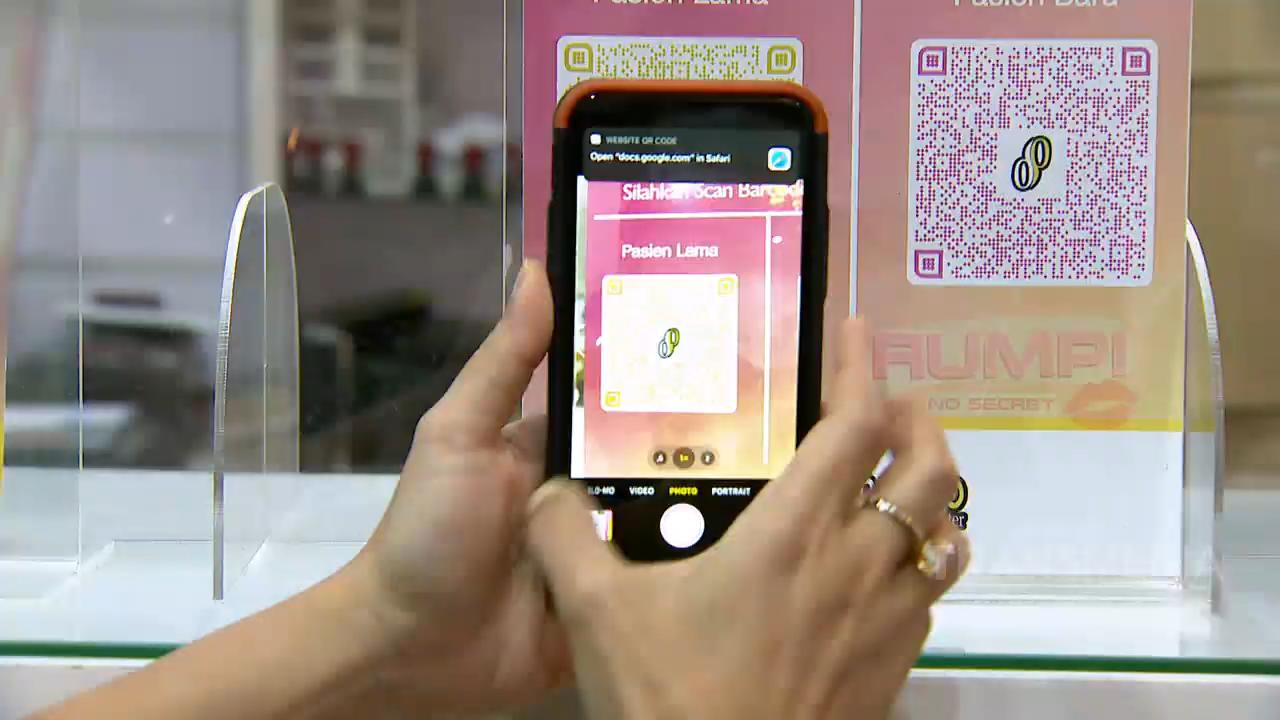 Pasien Lama
Pasien Baru
WEBSITE QR CODE
Open "docs.google.com" in Safari
Silahkan Scan Barcode
Pasien Lama
RUMPI
NO SECRET
1x
SLO-MO VIDEO PHOTO PORTRAIT